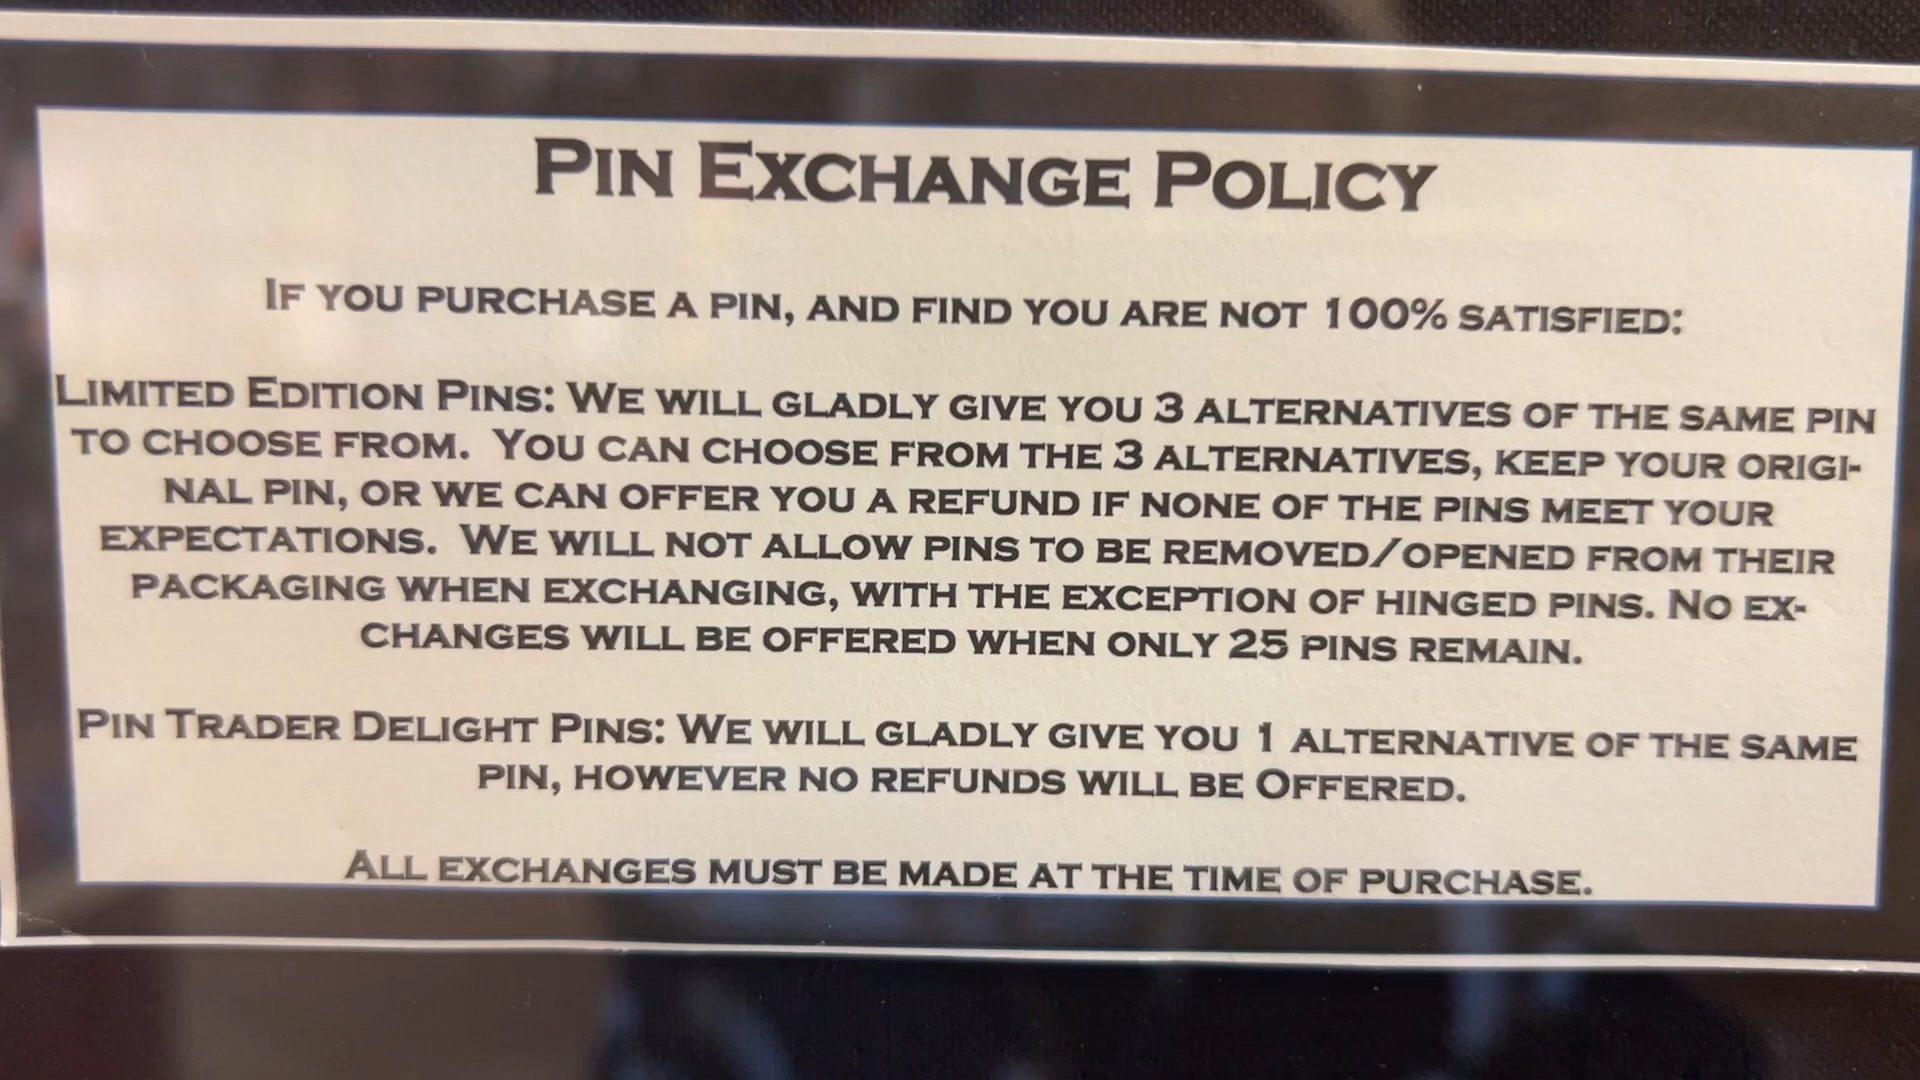 Pin Exchange Policy
If you purchase a pin, and find you are not 100% satisfied:
Limited Edition Pins: We will gladly give you 3 alternatives of the same pin
to choose from. You can choose from the 3 alternatives, keep your origi-
nal pin, or we can offer you a refund if none of the pins meet your
expectations. We will not allow pins to be removed/opened from their
packaging when exchanging, with the exception of hinged pins. No ex-
changes will be offered when only 25 pins remain.
Pin Trader Delight Pins: We will gladly give you 1 alternative of the same
pin, however no refunds will be Offered.
All exchanges must be made at the time of purchase.